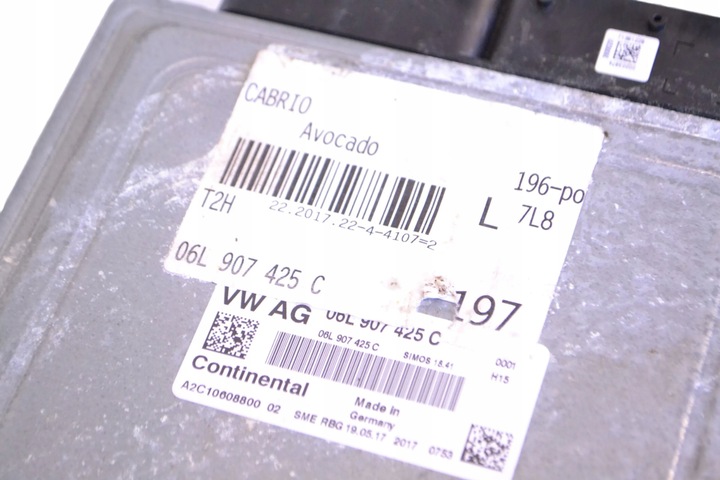 CABRIO
Avocado
196-po
L 7L8
T2H
22.2017.22-4-4107=2
06L 907 425 C
197
VW AG 06L 907 425 C
06L 907 425 C
SIMOS 18.41
0001
H15
Continental
A2C10608800 02
Made in
Germany
SME RBG 19.05.17 2017 0753